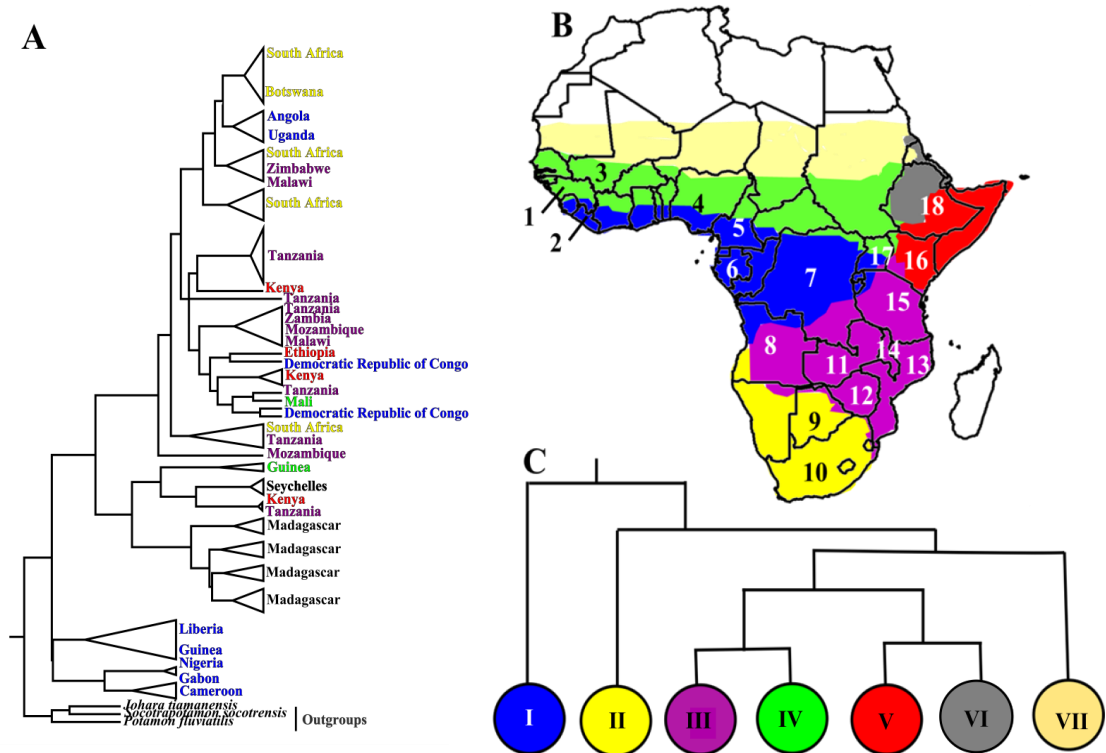 A
South Africa
Botswana
Angola
Uganda
South Africa
Zimbabwe
Malawi
South Africa
Tanzania
Kenya
Tanzania
Tanzania
Zambia
Mozambique
Malawi
Ethiopia
Democratic Republic of Congo
Kenya
Tanzania
Mali
Democratic Republic of Congo
South Africa
Tanzania
Mozambique
Guinea
Seychelles
Kenya
Tanzania
Madagascar
Madagascar
Madagascar
Madagascar
Liberia
Guinea
Nigeria
Gabon
Cameroon
Johara tiamanensis
Socotrapotamon socotrensis
Potamon fluviatilis
Outgroups
B
3
1
2
4
5
6
7
8
9
10
11
12
13
14
15
16
17
18
C
I
II
III
IV
V
VI
VII